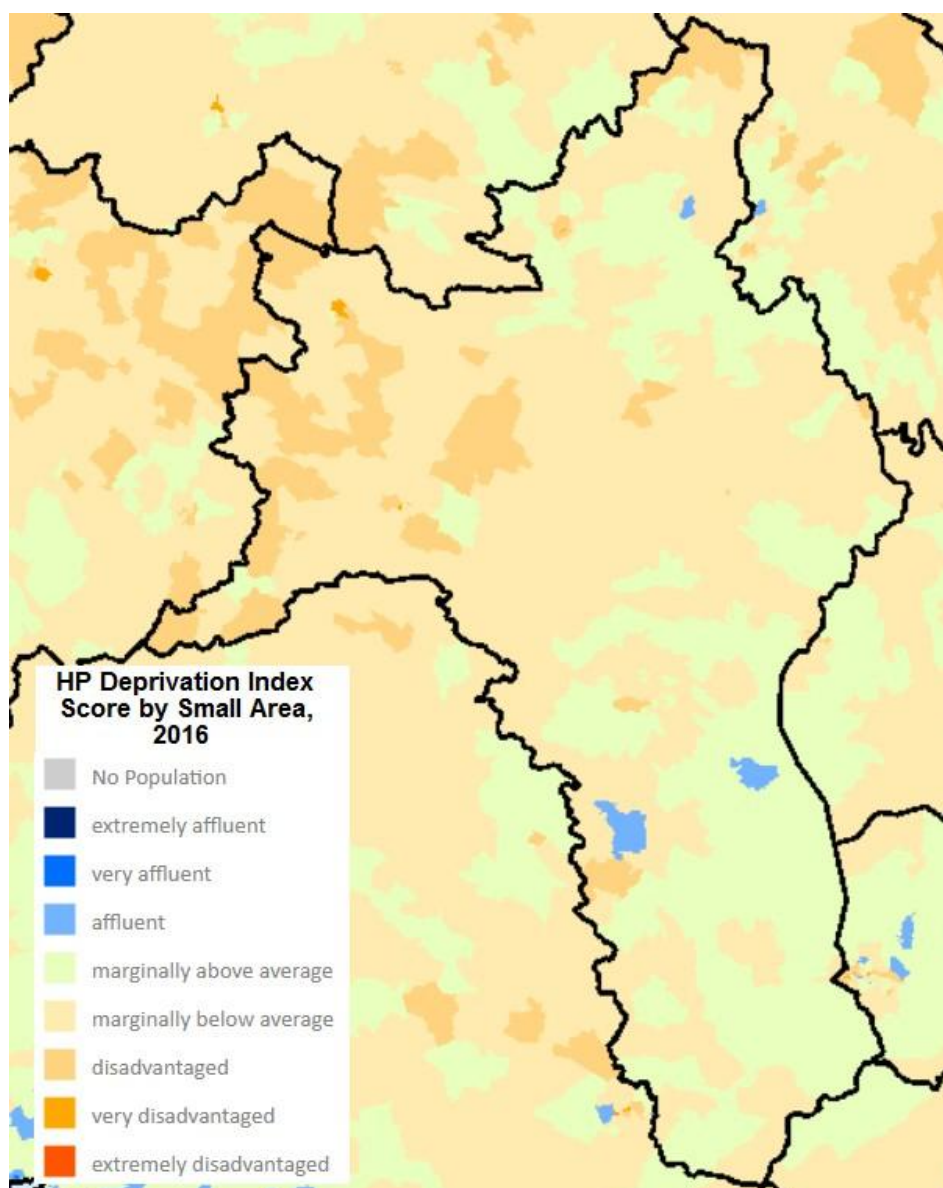 HP Deprivation Index
Score by Small Area,
2016
No Population
extremely affluent
very affluent
affluent
marginally above average
marginally below average
disadvantaged
very disadvantaged
extremely disadvantaged